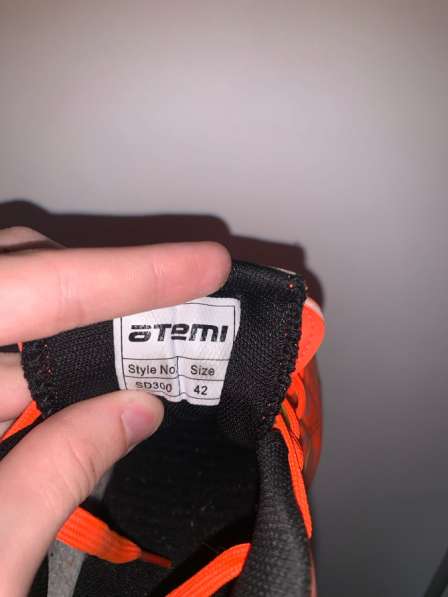 atemi
Style No Size
SD300 42